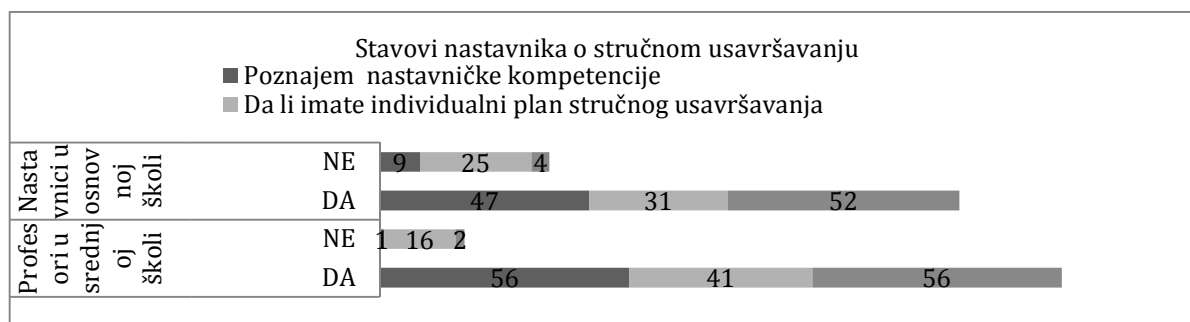 Stavovi nastavnika o stručnom usavršavanju
Poznajem nastavničke kompetencije
Da li imate individualni plan stručnog usavršavanja
Nasta
vnici u
osnov
noj
školi
NE
9 25 4
DA
47 31 52
Profes
ori u
srednj
oj
školi
NE
1 16 2
DA
56 41 56